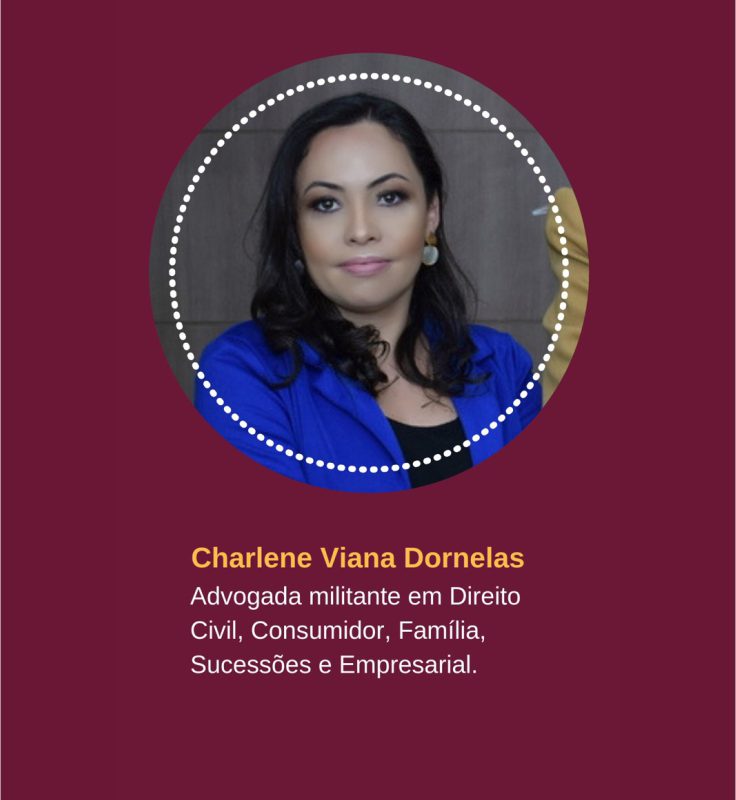 Charlene Viana Dornelas
Advogada militante em Direito
Civil, Consumidor, Família,
Sucessões e Empresarial.